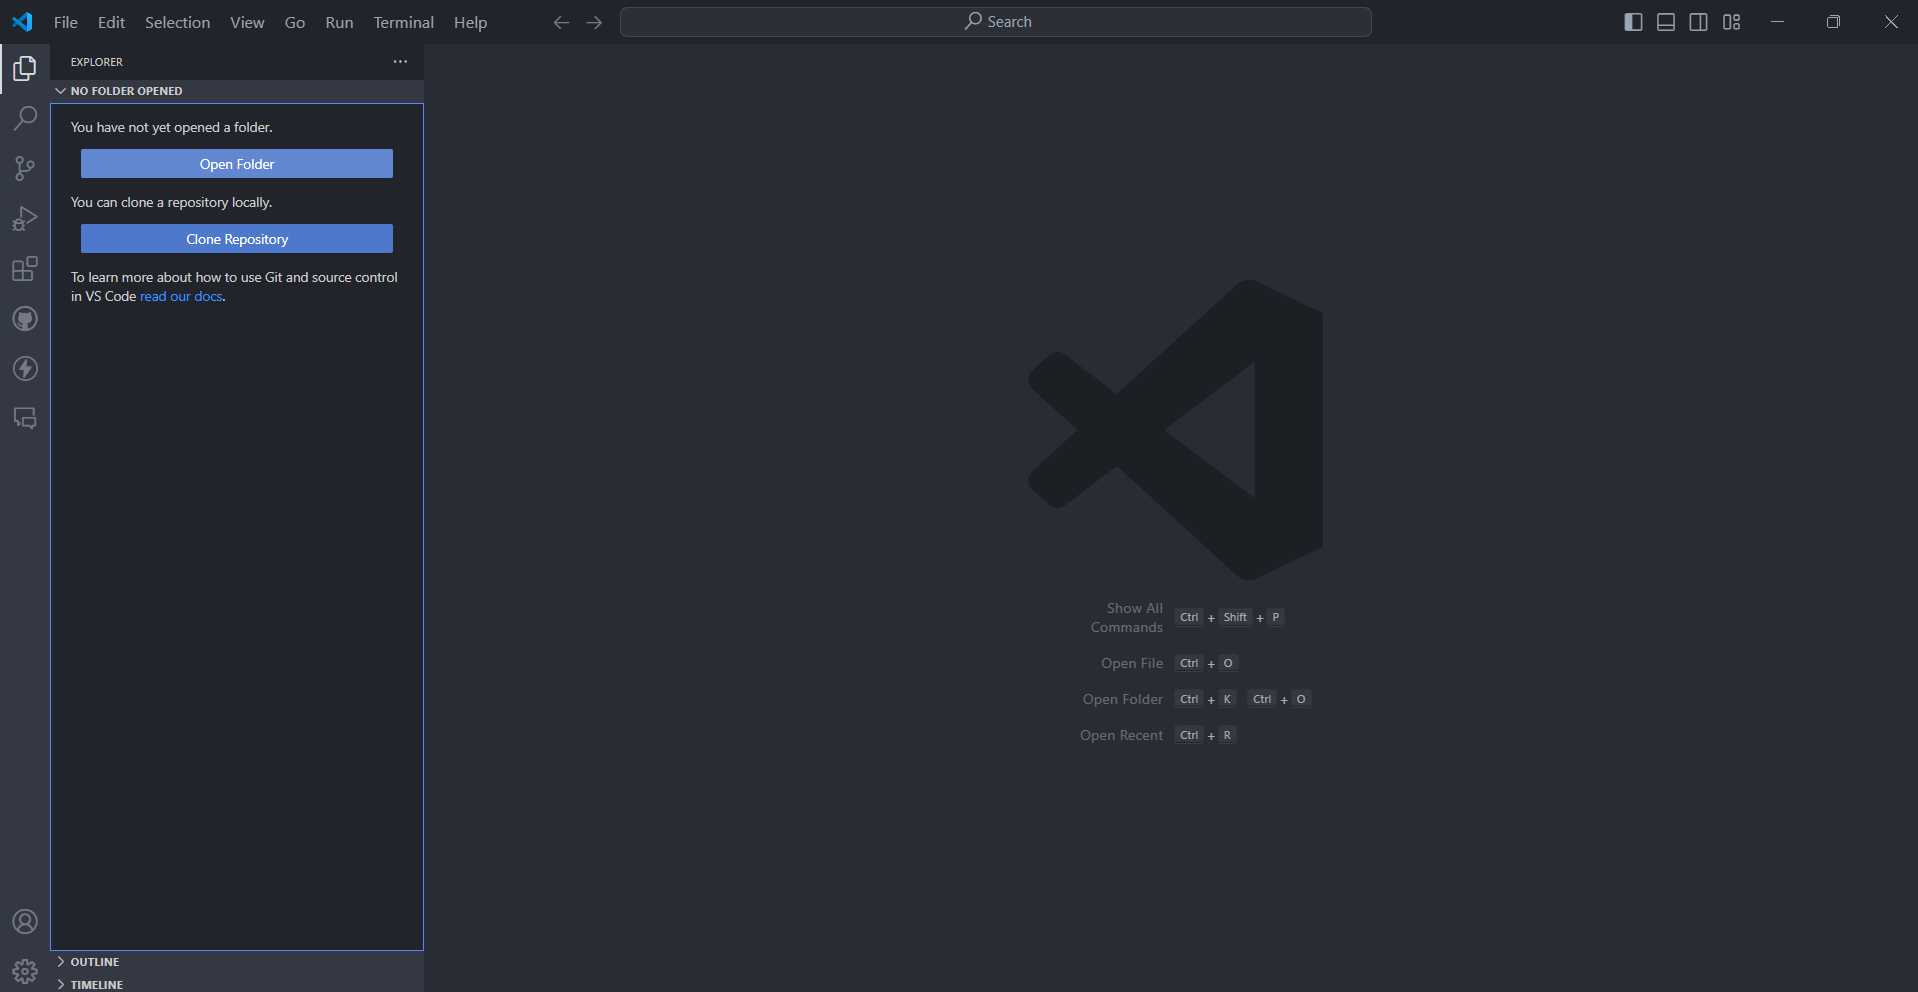 File Edit Selection View Go Run Terminal Help
Search
EXPLORER
NO FOLDER OPENED
You have not yet opened a folder.
Open Folder
You can clone a repository locally.
Clone Repository
To learn more about how to use Git and source control
in VS Code read our docs.
Show All
Commands
Ctrl + Shift + P
Open File Ctrl + O
Open Folder Ctrl + K Ctrl + O
Open Recent Ctrl + R
OUTLINE
TIMELINE